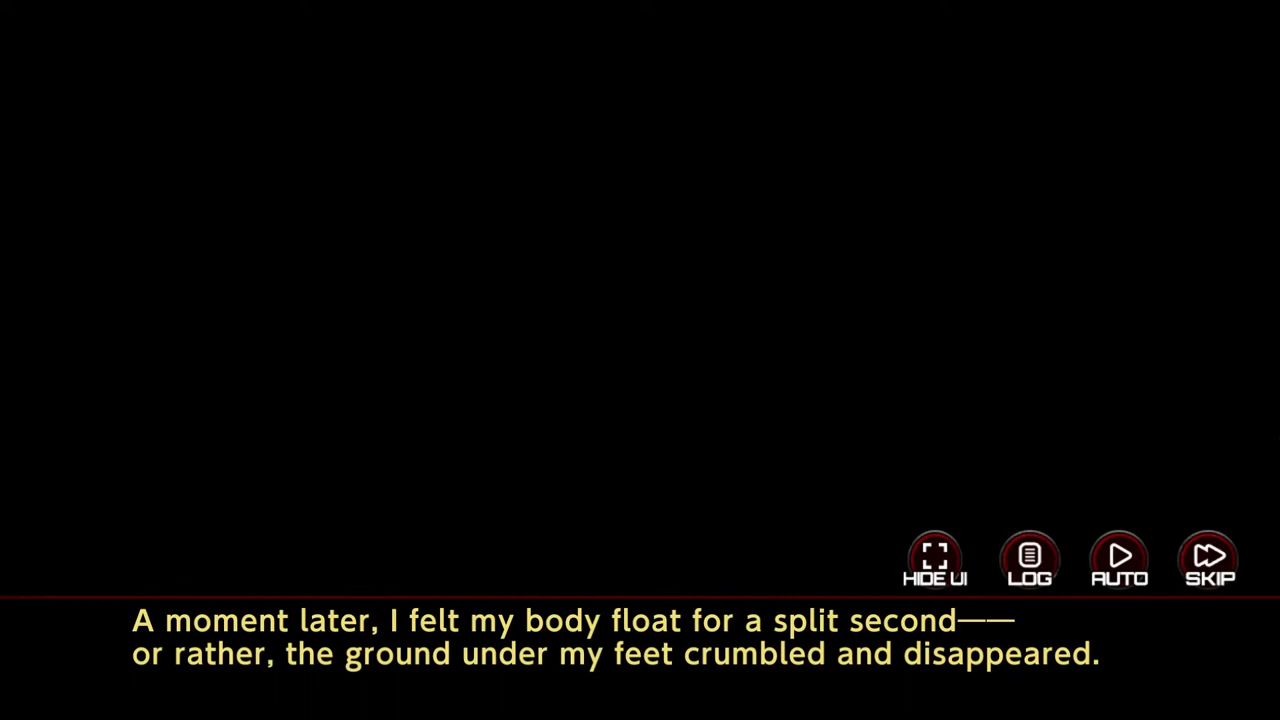 HIDE UI
LOG
AUTO
SKIP
A moment later, I felt my body float for a split second——
or rather, the ground under my feet crumbled and disappeared.